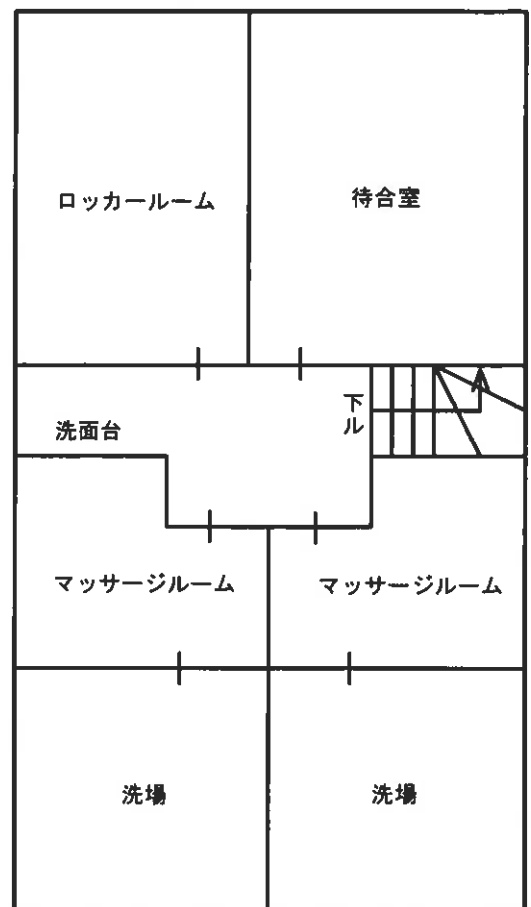 ロッカールーム
待合室
下ル
洗面台
マッサージルーム
マッサージルーム
洗場
洗場